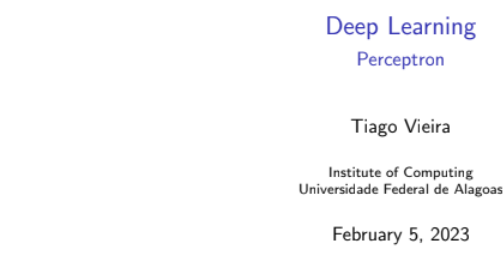 Deep Learning
Perceptron
Tiago Vieira
Institute of Computing
Universidade Federal de Alagoas
February 5, 2023